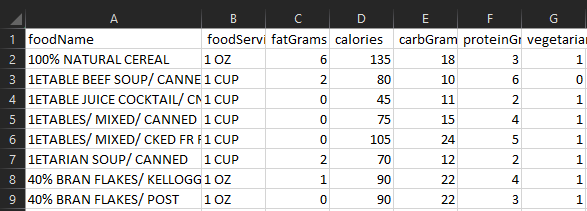 A B C D E F G
1 foodName foodServi fatGrams calories carbGram proteinGr vegetarian
2 100% NATURAL CEREAL 1 OZ 6 135 18 3 1
3 1ETABLE BEEF SOUP/ CANNE 1 CUP 2 80 10 6 0
4 1ETABLE JUICE COCKTAIL/ CN 1 CUP 0 45 11 2 1
5 1ETABLES/ MIXED/ CANNED 1 CUP 0 75 15 4 1
6 1ETABLES/ MIXED/ CKED FR F 1 CUP 0 105 24 5 1
7 1ETARIAN SOUP/ CANNED 1 CUP 2 70 12 2 1
8 40% BRAN FLAKES/ KELLOGG 1 OZ 1 90 22 4 1
9 40% BRAN FLAKES/ POST 1 OZ 0 90 22 3 1